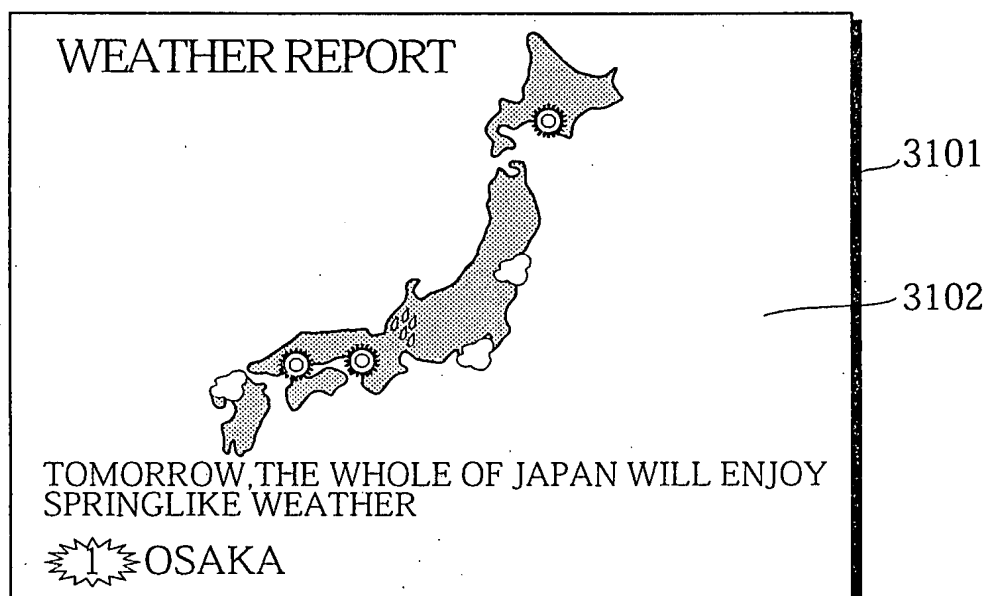 WEATHER REPORT
3101
3102
TOMORROW, THE WHOLE OF JAPAN WILL ENJOY
SPRINGLIKE WEATHER
1 OSAKA